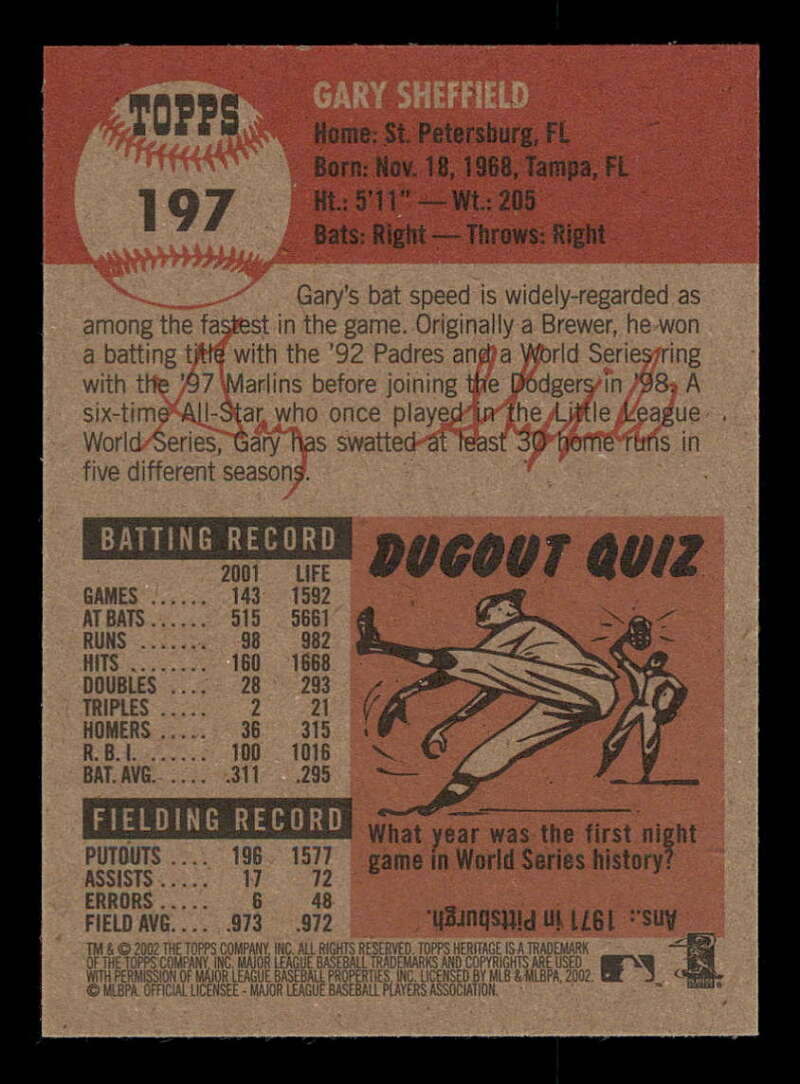 TOPPS
197
GARY SHEFFIELD
Home: St. Petersburg, FL
Born: Nov. 18, 1968, Tampa, FL
Ht.: 5'11" — Wt.: 205
Bats: Right — Throws: Right
Gary's bat speed is widely-regarded as
among the fastest in the game. Originally a Brewer, he won
a batting title with the '92 Padres and a World Series ring
with the '97 Marlins before joining the Dodgers in '98. A
six-time All-Star who once played in the Little League
World Series, Gary has swatted at least 30 home runs in
five different seasons.
Gary Sheffield
BATTING RECORD
2001 LIFE
GAMES ...... 143 1592
AT BATS ...... 515 5661
RUNS ....... 98 982
HITS ........ 160 1668
DOUBLES .... 28 293
TRIPLES ..... 2 21
HOMERS ..... 36 315
R. B. I. ....... 100 1016
BAT. AVG. ..... .311 .295
FIELDING RECORD
PUTOUTS .... 196 1577
ASSISTS ..... 17 72
ERRORS ..... 6 48
FIELD AVG. ... .973 .972
DUGOUT QUIZ
What year was the first night
game in World Series history?
Ans.: 1971 in Pittsburgh.
TM & © 2002 THE TOPPS COMPANY, INC. ALL RIGHTS RESERVED. TOPPS HERITAGE IS A TRADEMARK
OF THE TOPPS COMPANY, INC. MAJOR LEAGUE BASEBALL TRADEMARKS AND COPYRIGHTS ARE USED
WITH PERMISSION OF MAJOR LEAGUE BASEBALL PROPERTIES, INC. LICENSED BY MLB & MLBPA, 2002.
© MLBPA. OFFICIAL LICENSEE - MAJOR LEAGUE BASEBALL PLAYERS ASSOCIATION.